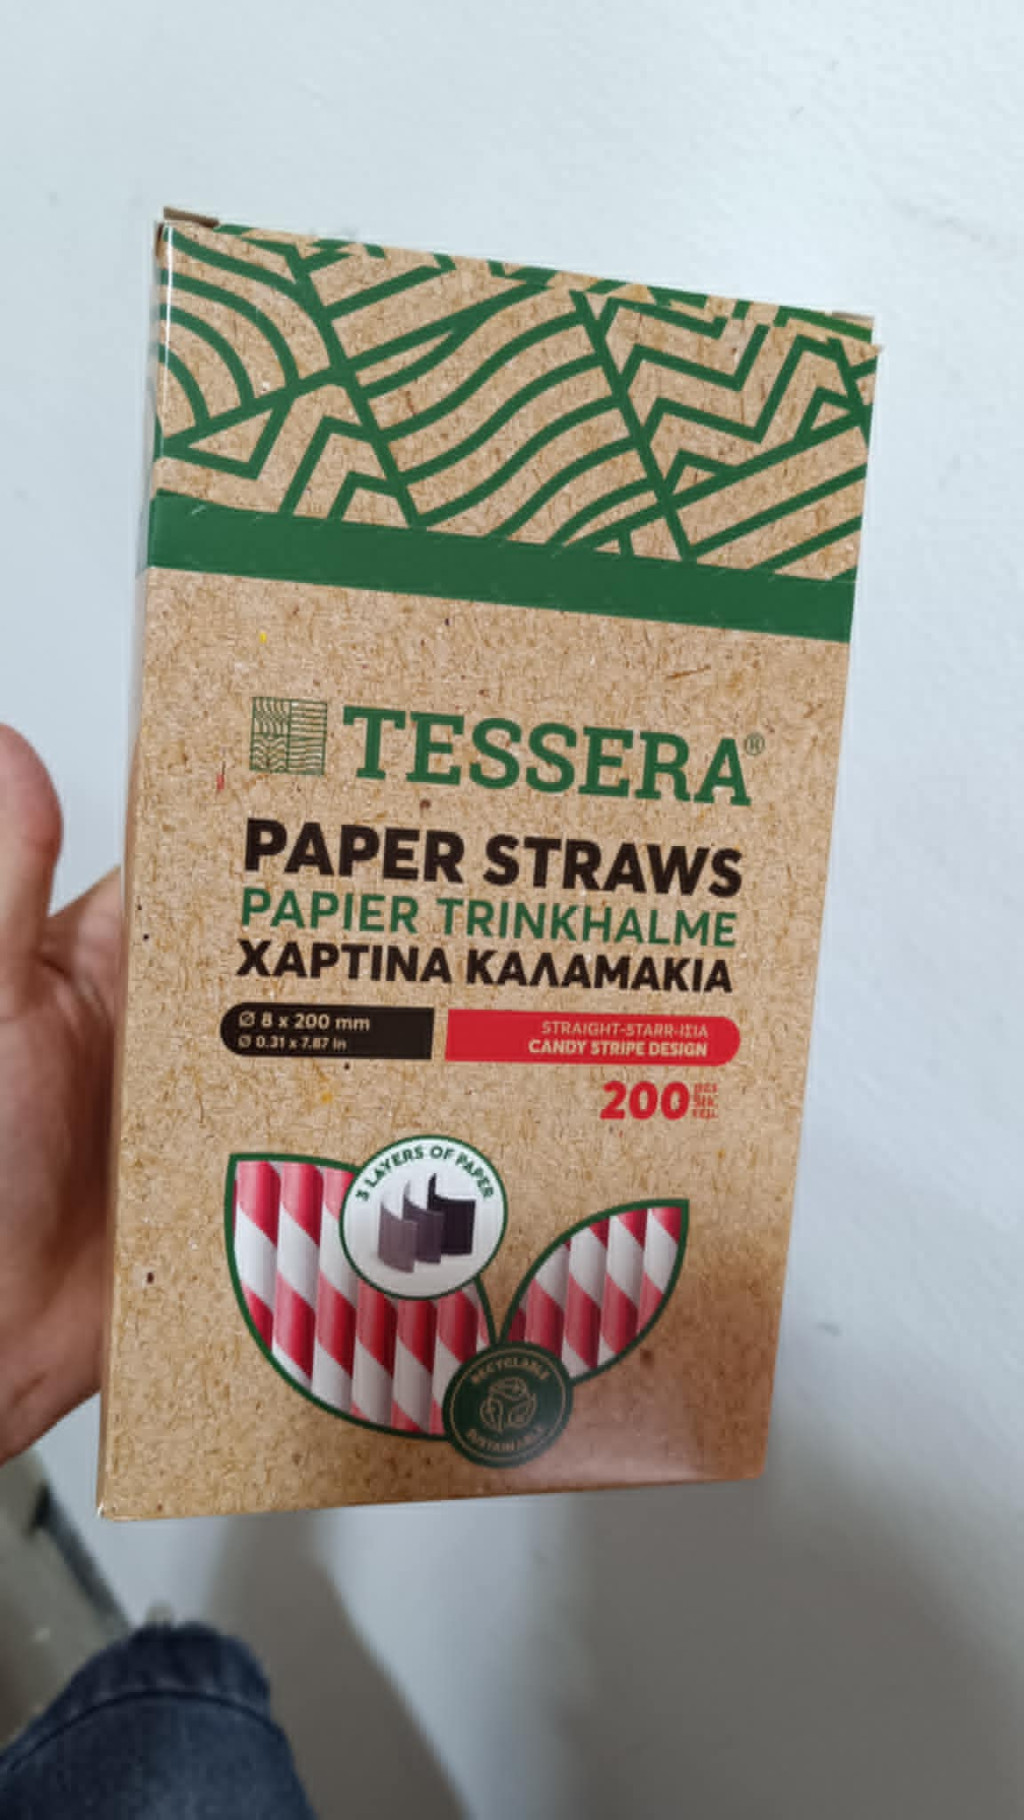 TESSERA®
PAPER STRAWS
PAPIER TRINKHALME
ΧΑΡΤΙΝΑ ΚΑΛΑΜΑΚΙΑ
Ø 8 x 200 mm
Ø 0.31 x 7.87 in
STRAIGHT-STARR-ΙΣΙΑ
CANDY STRIPE DESIGN
200
3 LAYERS OF PAPER
RECYCLABLE
SUSTAINABLE